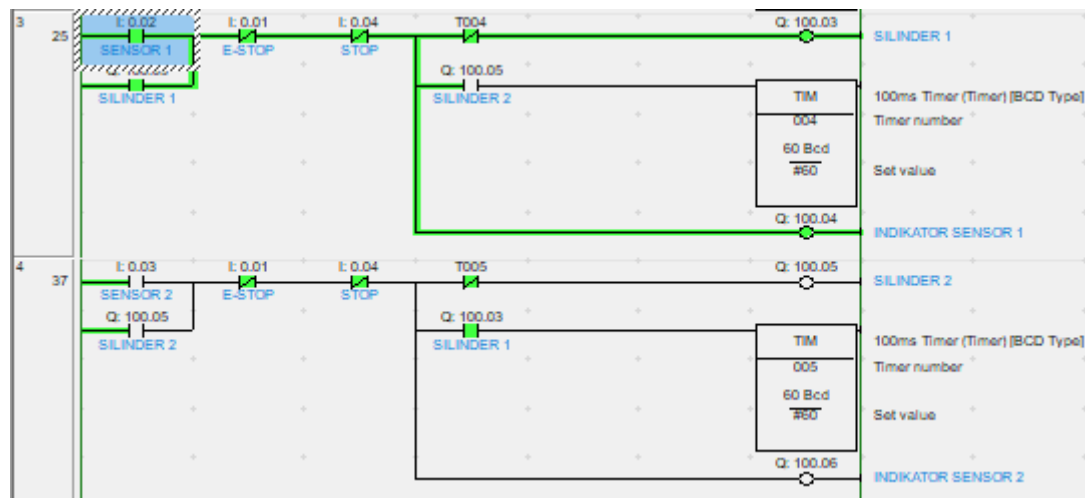 3
25
I: 0.02
I: 0.01
I: 0.04
T004
Q: 100.03
SENSOR 1
E-STOP
STOP
SILINDER 1
Q: 100.05
SILINDER 1
SILINDER 2
TIM
100ms Timer (Timer) [BCD Type]
004
Timer number
60 Bcd
#60
Set value
Q: 100.04
INDIKATOR SENSOR 1
4
37
I: 0.03
I: 0.01
I: 0.04
T005
Q: 100.05
SENSOR 2
E-STOP
STOP
SILINDER 2
Q: 100.05
Q: 100.03
SILINDER 2
SILINDER 1
TIM
100ms Timer (Timer) [BCD Type]
005
Timer number
60 Bcd
#60
Set value
Q: 100.06
INDIKATOR SENSOR 2